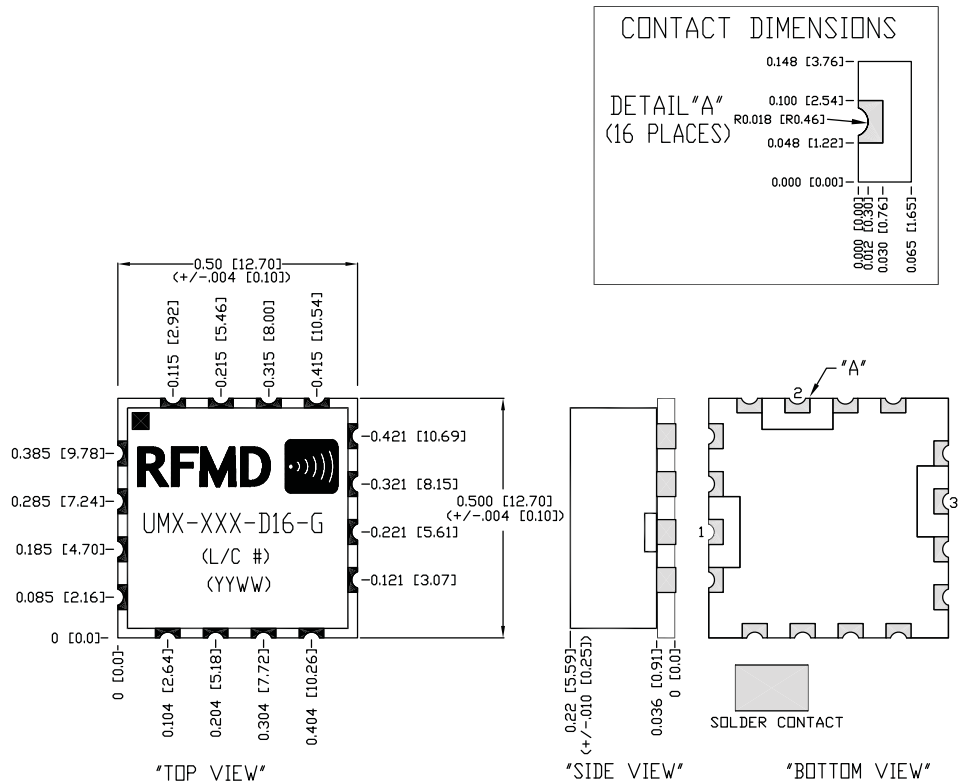 CONTACT DIMENSIONS
0.148 [3.76]
DETAIL"A"
(16 PLACES)
0.100 [2.54]
R0.018 [R0.46]
0.048 [1.22]
0.000 [0.00]
0.000 [0.00]
0.012 [0.30]
0.030 [0.76]
0.065 [1.65]
0.50 [12.70]
(+/-.004 [0.10])
0.115 [2.92]
0.215 [5.46]
0.315 [8.00]
0.415 [10.54]
0.385 [9.78]
0.285 [7.24]
0.185 [4.70]
0.085 [2.16]
0 [0.0]
RFMD
UMX-XXX-D16-G
(L/C #)
(YYWW)
0.421 [10.69]
0.321 [8.15]
0.221 [5.61]
0.121 [3.07]
0.500 [12.70]
(+/-.004 [0.10])
0 [0.0]
0.104 [2.64]
0.204 [5.18]
0.304 [7.72]
0.404 [10.26]
"TOP VIEW"
0.22 [5.59]
(+/-.010 [0.25])
0.036 [0.91]
0 [0.0]
"SIDE VIEW"
"A"
2
1
3
SOLDER CONTACT
"BOTTOM VIEW"